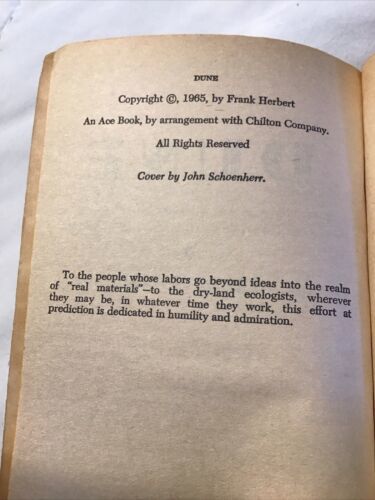 DUNE
Copyright ©, 1965, by Frank Herbert
An Ace Book, by arrangement with Chilton Company.
All Rights Reserved
Cover by John Schoenherr.
To the people whose labors go beyond ideas into the realm
of "real materials"—to the dry-land ecologists, wherever
they may be, in whatever time they work, this effort at
prediction is dedicated in humility and admiration.